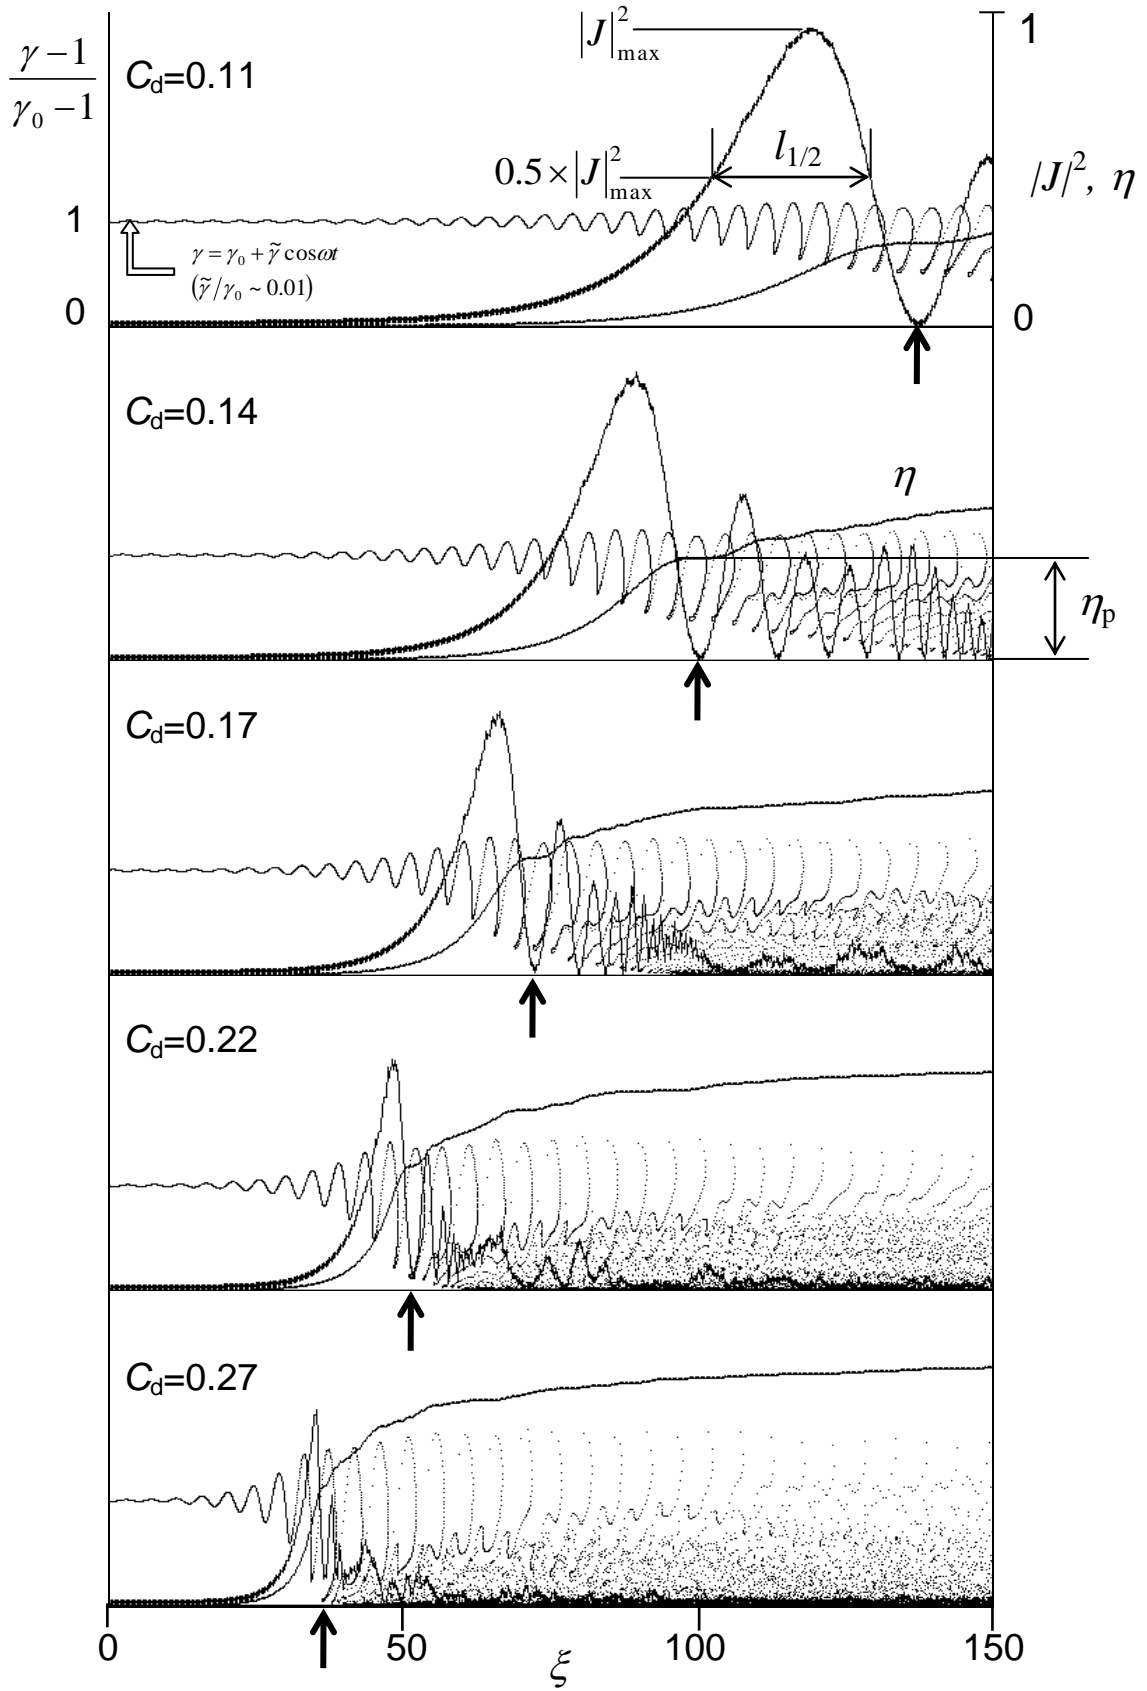 |J|²max
1
γ − 1
γ₀ − 1
Cd=0.11
0.5×|J|²max
l1/2
|J|², η
1
γ = γ₀ + γ̃ cosωt
(γ̃/γ₀ ~ 0.01)
0
0
Cd=0.14
η
ηp
Cd=0.17
Cd=0.22
Cd=0.27
0
50
100
150
ξ